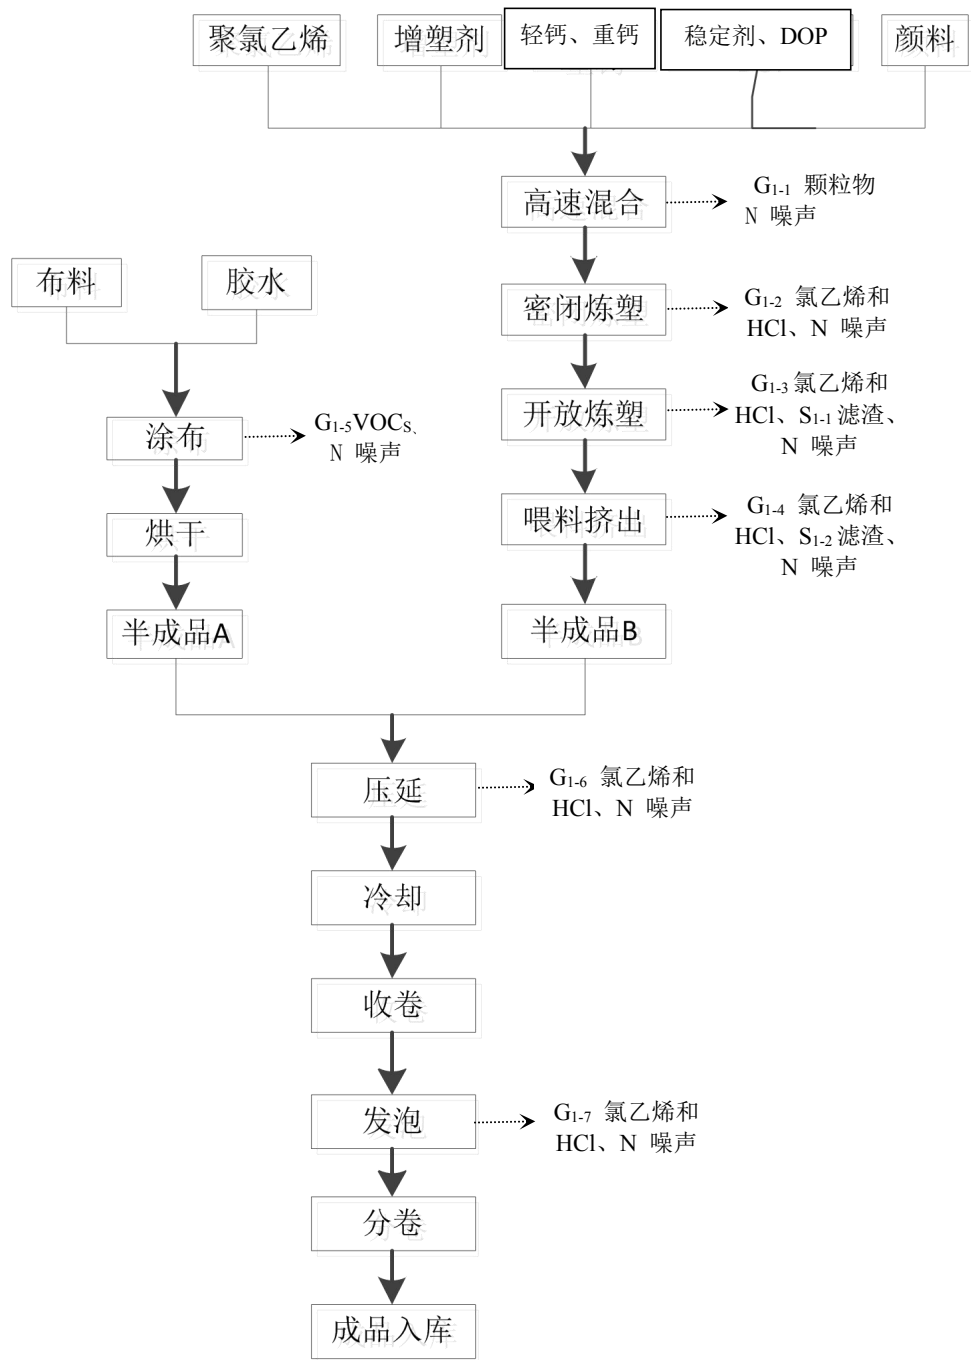 聚氯乙烯
增塑剂
轻钙、重钙
稳定剂、DOP
颜料
高速混合
G1-1 颗粒物
N 噪声
布料
胶水
密闭炼塑
G1-2 氯乙烯和
HCl、N 噪声
开放炼塑
G1-3氯乙烯和
HCl、S1-1滤渣、
N 噪声
涂布
G1-5VOCS、
N 噪声
喂料挤出
G1-4 氯乙烯和
HCl、S1-2滤渣、
N 噪声
烘干
半成品A
半成品B
压延
G1-6 氯乙烯和
HCl、N 噪声
冷却
收卷
发泡
G1-7 氯乙烯和
HCl、N 噪声
分卷
成品入库